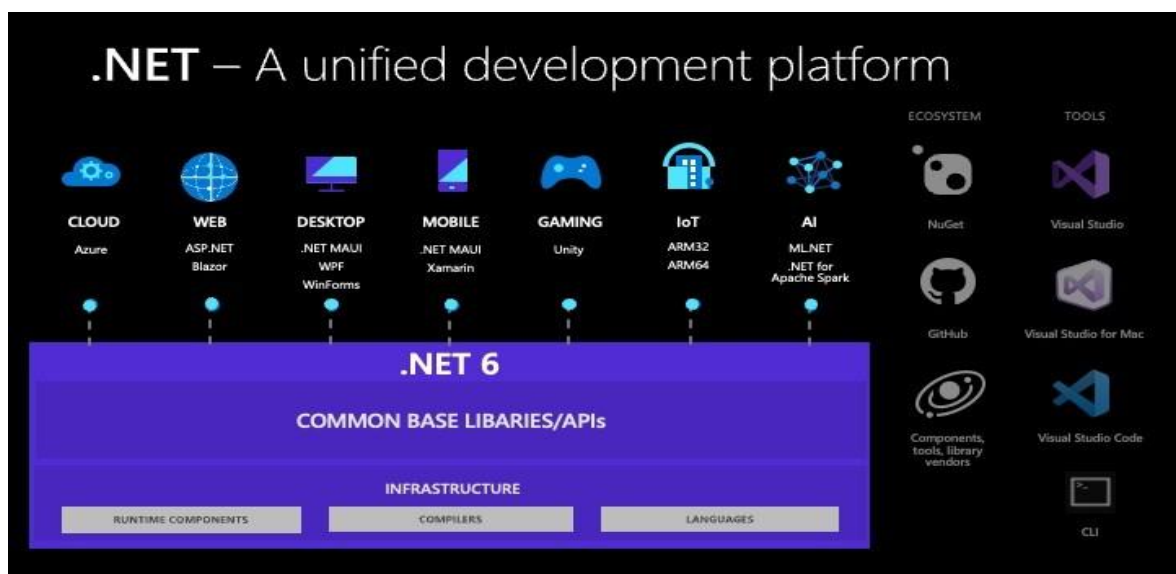 .NET – A unified development platform
ECOSYSTEM
TOOLS
CLOUD
Azure
WEB
ASP.NET
Blazor
DESKTOP
.NET MAUI
WPF
WinForms
MOBILE
.NET MAUI
Xamarin
GAMING
Unity
IoT
ARM32
ARM64
AI
ML.NET
.NET for
Apache Spark
NuGet
Visual Studio
GitHub
Visual Studio for Mac
Components,
tools, library
vendors
Visual Studio Code
>_
CLI
.NET 6
COMMON BASE LIBARIES/APIs
INFRASTRUCTURE
RUNTIME COMPONENTS
COMPILERS
LANGUAGES